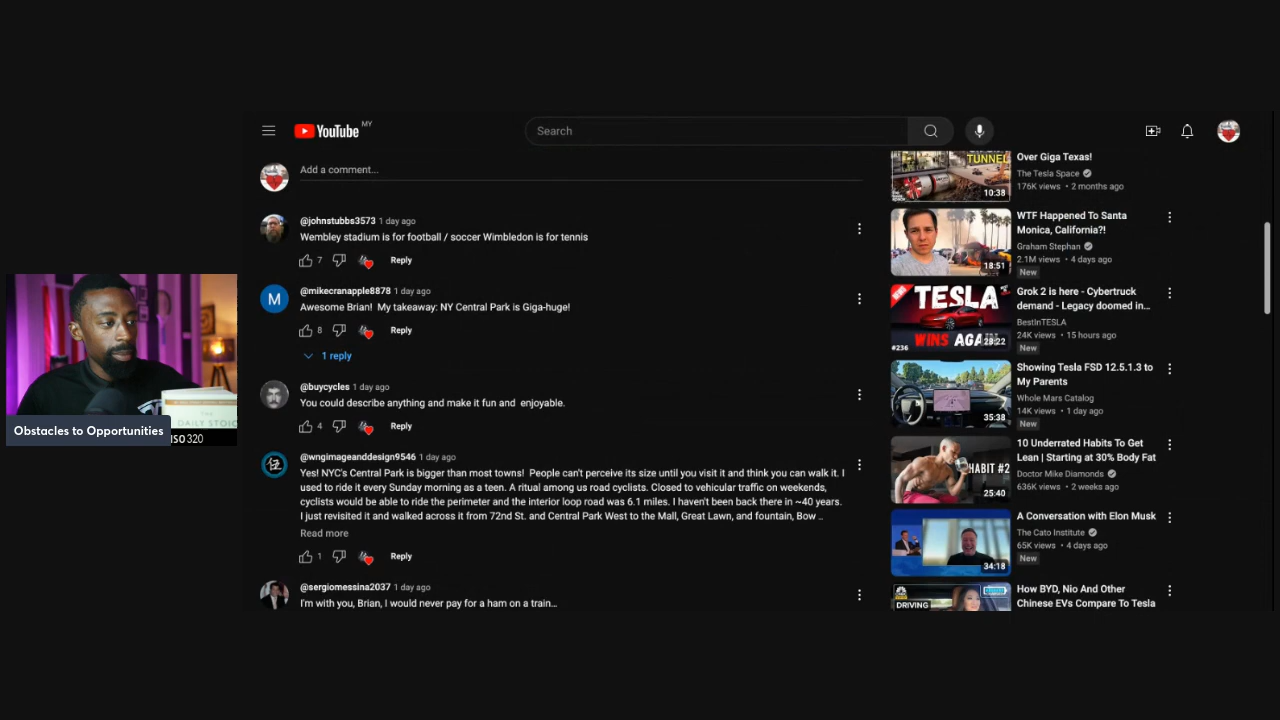 YouTube MY
Search
Add a comment...
@johnstubbs3573 1 day ago
Wembley stadium is for football / soccer Wimbledon is for tennis
7 Reply
M
@mikecranapple8878 1 day ago
Awesome Brian! My takeaway: NY Central Park is Giga-huge!
8 Reply
1 reply
@buycycles 1 day ago
You could describe anything and make it fun and enjoyable.
4 Reply
@wngimageanddesign9546 1 day ago
Yes! NYC's Central Park is bigger than most towns! People can't perceive its size until you visit it and think you can walk it. I
used to ride it every Sunday morning as a teen. A ritual among us road cyclists. Closed to vehicular traffic on weekends,
cyclists would be able to ride the perimeter and the interior loop road was 6.1 miles. I haven't been back there in ~40 years.
I just revisited it and walked across it from 72nd St. and Central Park West to the Mall, Great Lawn, and fountain, Bow ..
Read more
1 Reply
@sergiomessina2037 1 day ago
I'm with you, Brian, I would never pay for a ham on a train...
TUNNEL
10:38
Over Giga Texas!
The Tesla Space
176K views • 2 months ago
18:51
WTF Happened To Santa
Monica, California?!
Graham Stephan
2.1M views • 4 days ago
New
TESLA
WINS AGAIN
#236
28:22
Grok 2 is here - Cybertruck
demand - Legacy doomed in...
BestInTESLA
24K views • 15 hours ago
New
35:38
Showing Tesla FSD 12.5.1.3 to
My Parents
Whole Mars Catalog
14K views • 1 day ago
New
HABIT #2
25:40
10 Underrated Habits To Get
Lean | Starting at 30% Body Fat
Doctor Mike Diamonds
636K views • 2 weeks ago
34:18
A Conversation with Elon Musk
The Cato Institute
65K views • 4 days ago
New
CNBC
DRIVING
How BYD, Nio And Other
Chinese EVs Compare To Tesla
THE
DAILY STOIC
Obstacles to Opportunities
ISO 320